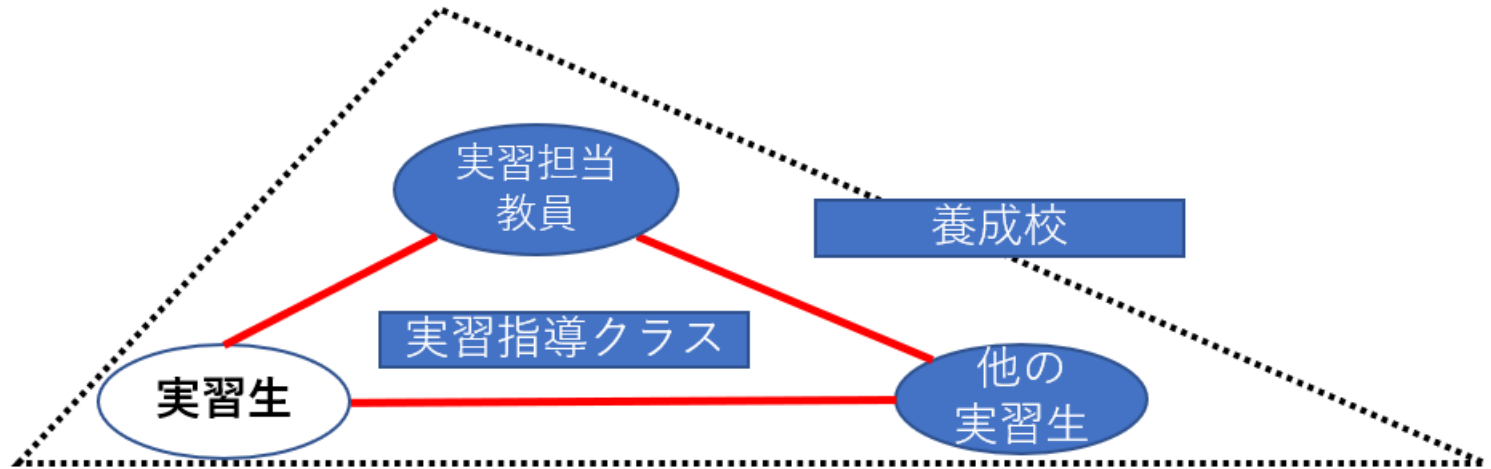 実習担当
教員
養成校
実習指導クラス
実習生
他の
実習生